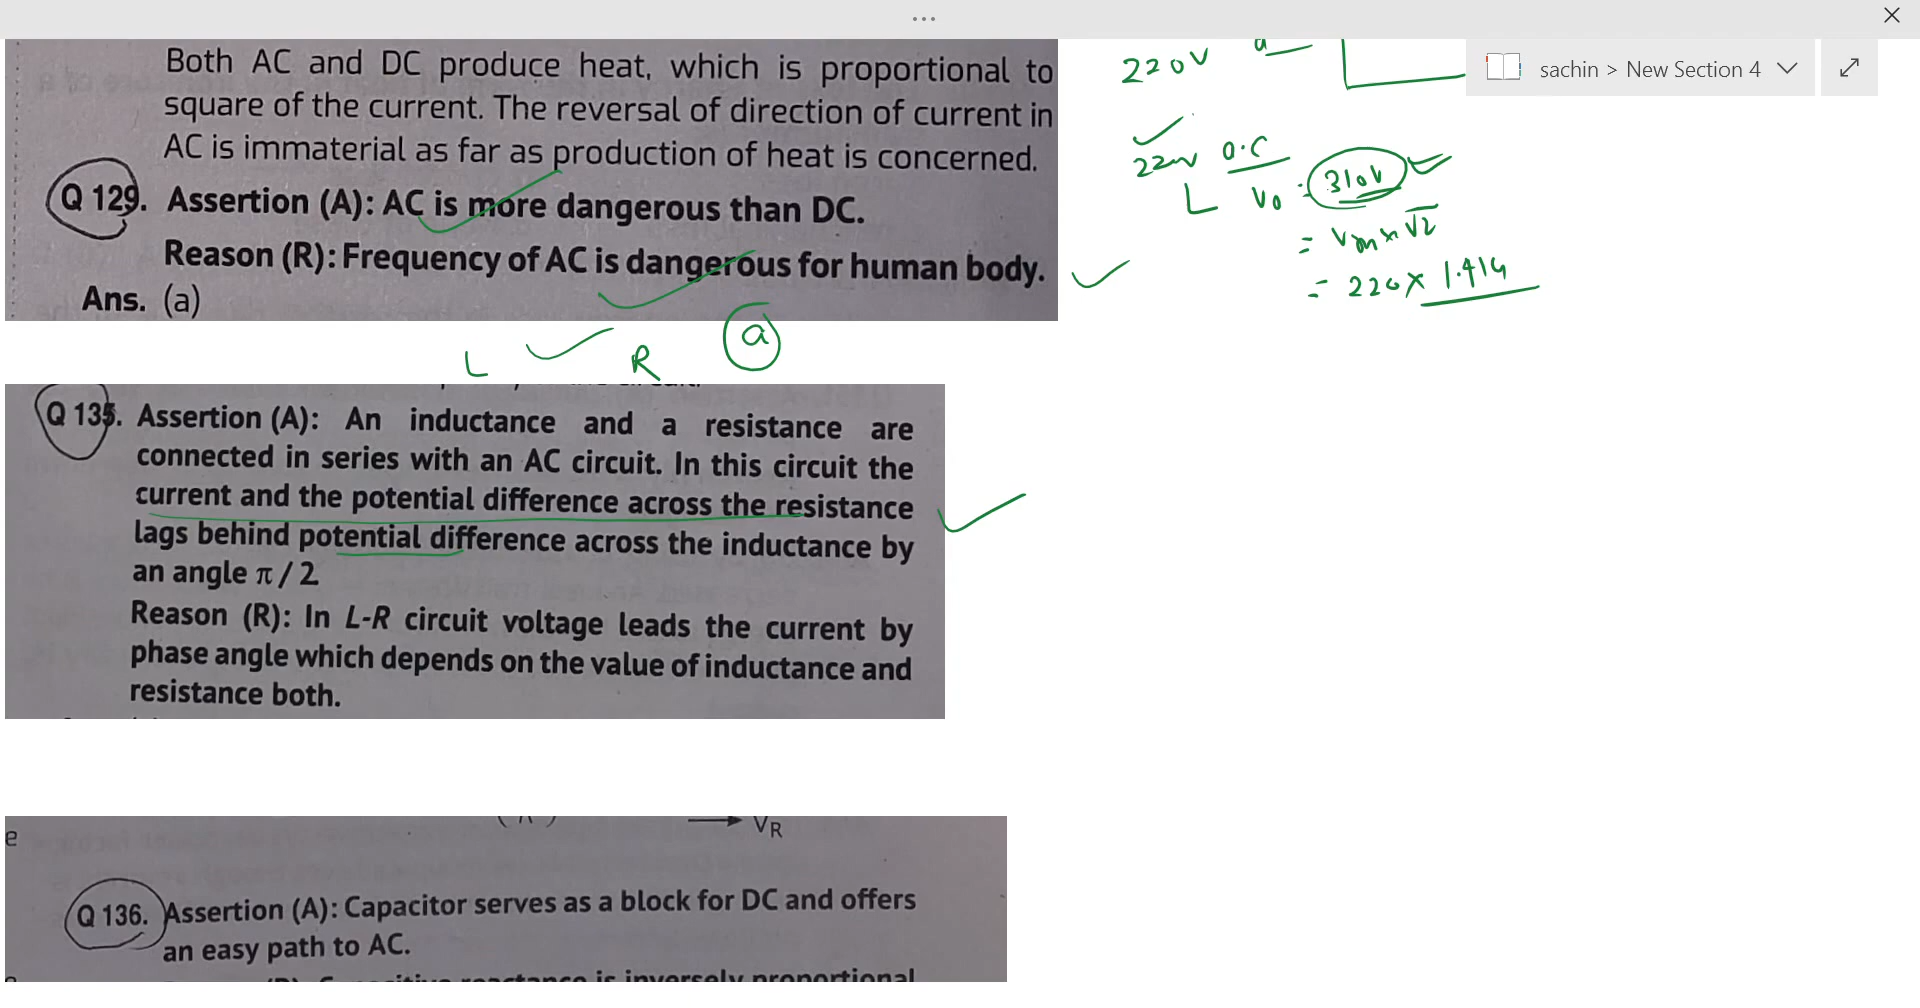 sachin > New Section 4
Both AC and DC produce heat, which is proportional to
square of the current. The reversal of direction of current in
AC is immaterial as far as production of heat is concerned.
Q 129. Assertion (A): AC is more dangerous than DC.
Reason (R): Frequency of AC is dangerous for human body.
Ans. (a)
220V
220V D.C
V0 = 310V
= Vm × √2
= 220 × 1.414
L R a
Q 135. Assertion (A): An inductance and a resistance are
connected in series with an AC circuit. In this circuit the
current and the potential difference across the resistance
lags behind potential difference across the inductance by
an angle π / 2
Reason (R): In L-R circuit voltage leads the current by
phase angle which depends on the value of inductance and
resistance both.
e
VR
Q 136. Assertion (A): Capacitor serves as a block for DC and offers
an easy path to AC.
(R): Capacitive reactance is inversely proportional